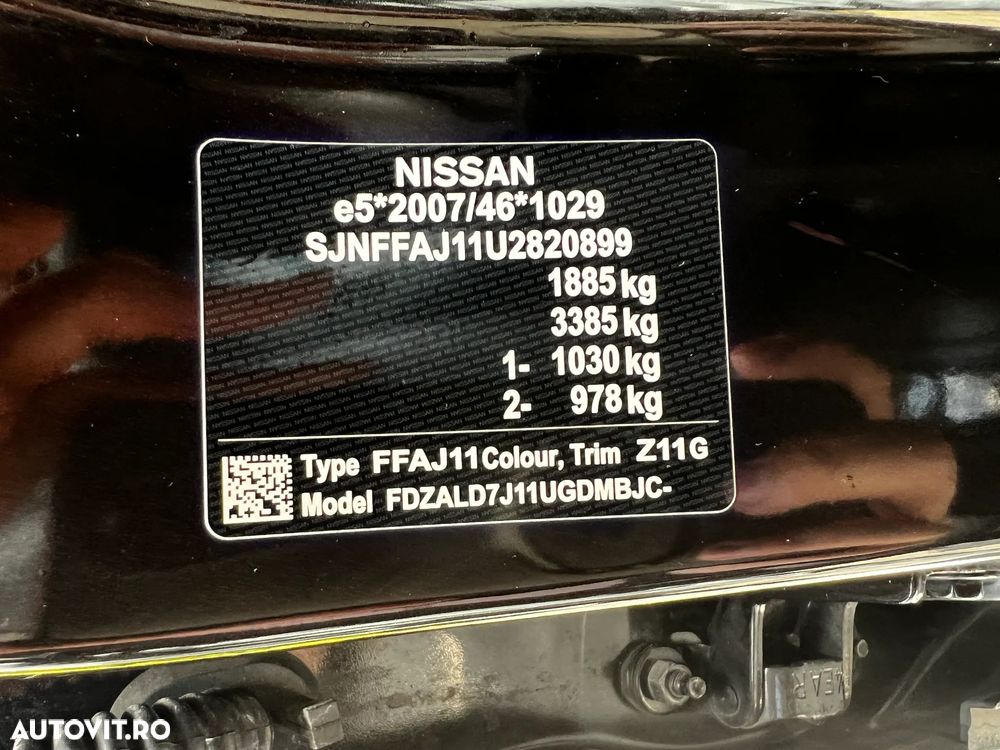 NISSAN
e5*2007/46*1029
SJNFFAJ11U2820899
1885 kg
3385 kg
1- 1030 kg
2- 978 kg
Type FFAJ11 Colour, Trim Z11 G
Model FDZALD7J11UGDMBJC-
AUTOVIT.RO